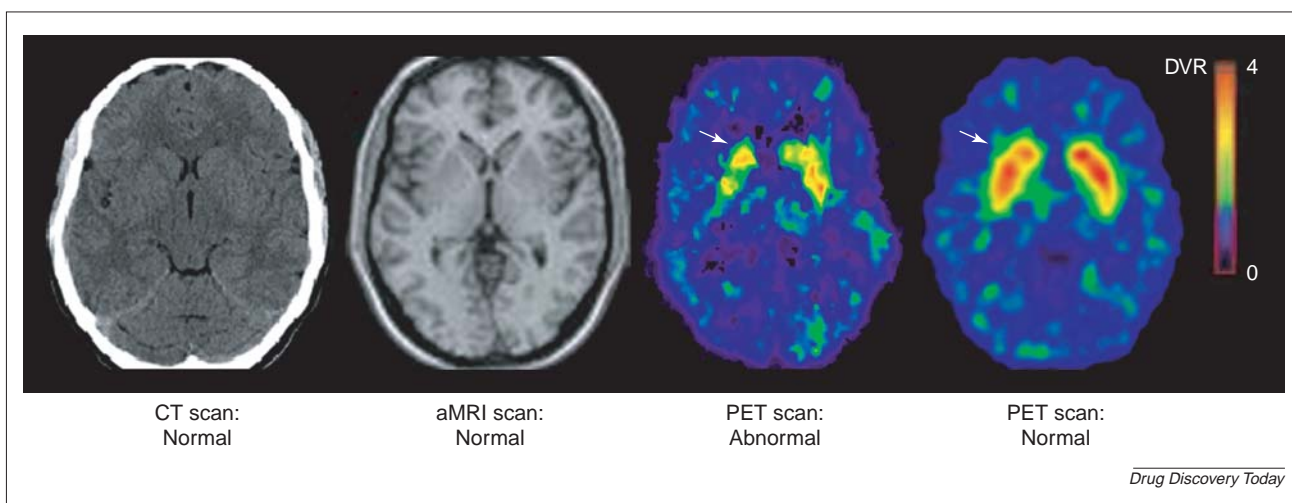 DVR
4
0
CT scan:
Normal
aMRI scan:
Normal
PET scan:
Abnormal
PET scan:
Normal
Drug Discovery Today